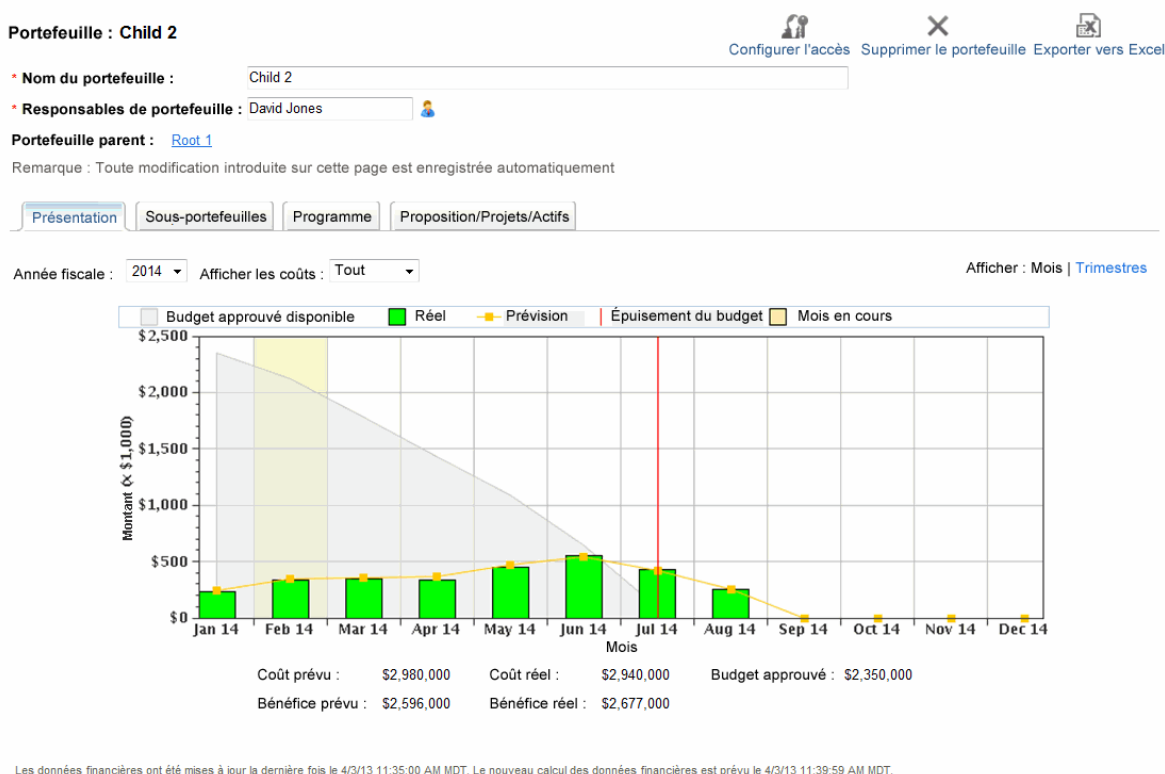 Portefeuille : Child 2
Configurer l'accès Supprimer le portefeuille Exporter vers Excel
* Nom du portefeuille : Child 2
* Responsables de portefeuille : David Jones
Portefeuille parent : Root 1
Remarque : Toute modification introduite sur cette page est enregistrée automatiquement
Présentation Sous-portefeuilles Programme Proposition/Projets/Actifs
Année fiscale : 2014 Afficher les coûts : Tout Afficher : Mois | Trimestres
Budget approuvé disponible Réel Prévision Épuisement du budget Mois en cours
Montant (x $1,000)
$2,500
$2,000
$1,500
$1,000
$500
$0
Jan 14 Feb 14 Mar 14 Apr 14 May 14 Jun 14 Jul 14 Aug 14 Sep 14 Oct 14 Nov 14 Dec 14
Mois
Coût prévu : $2,980,000 Coût réel : $2,940,000 Budget approuvé : $2,350,000
Bénéfice prévu : $2,596,000 Bénéfice réel : $2,677,000
Les données financières ont été mises à jour la dernière fois le 4/3/13 11:35:00 AM MDT. Le nouveau calcul des données financières est prévu le 4/3/13 11:39:59 AM MDT.